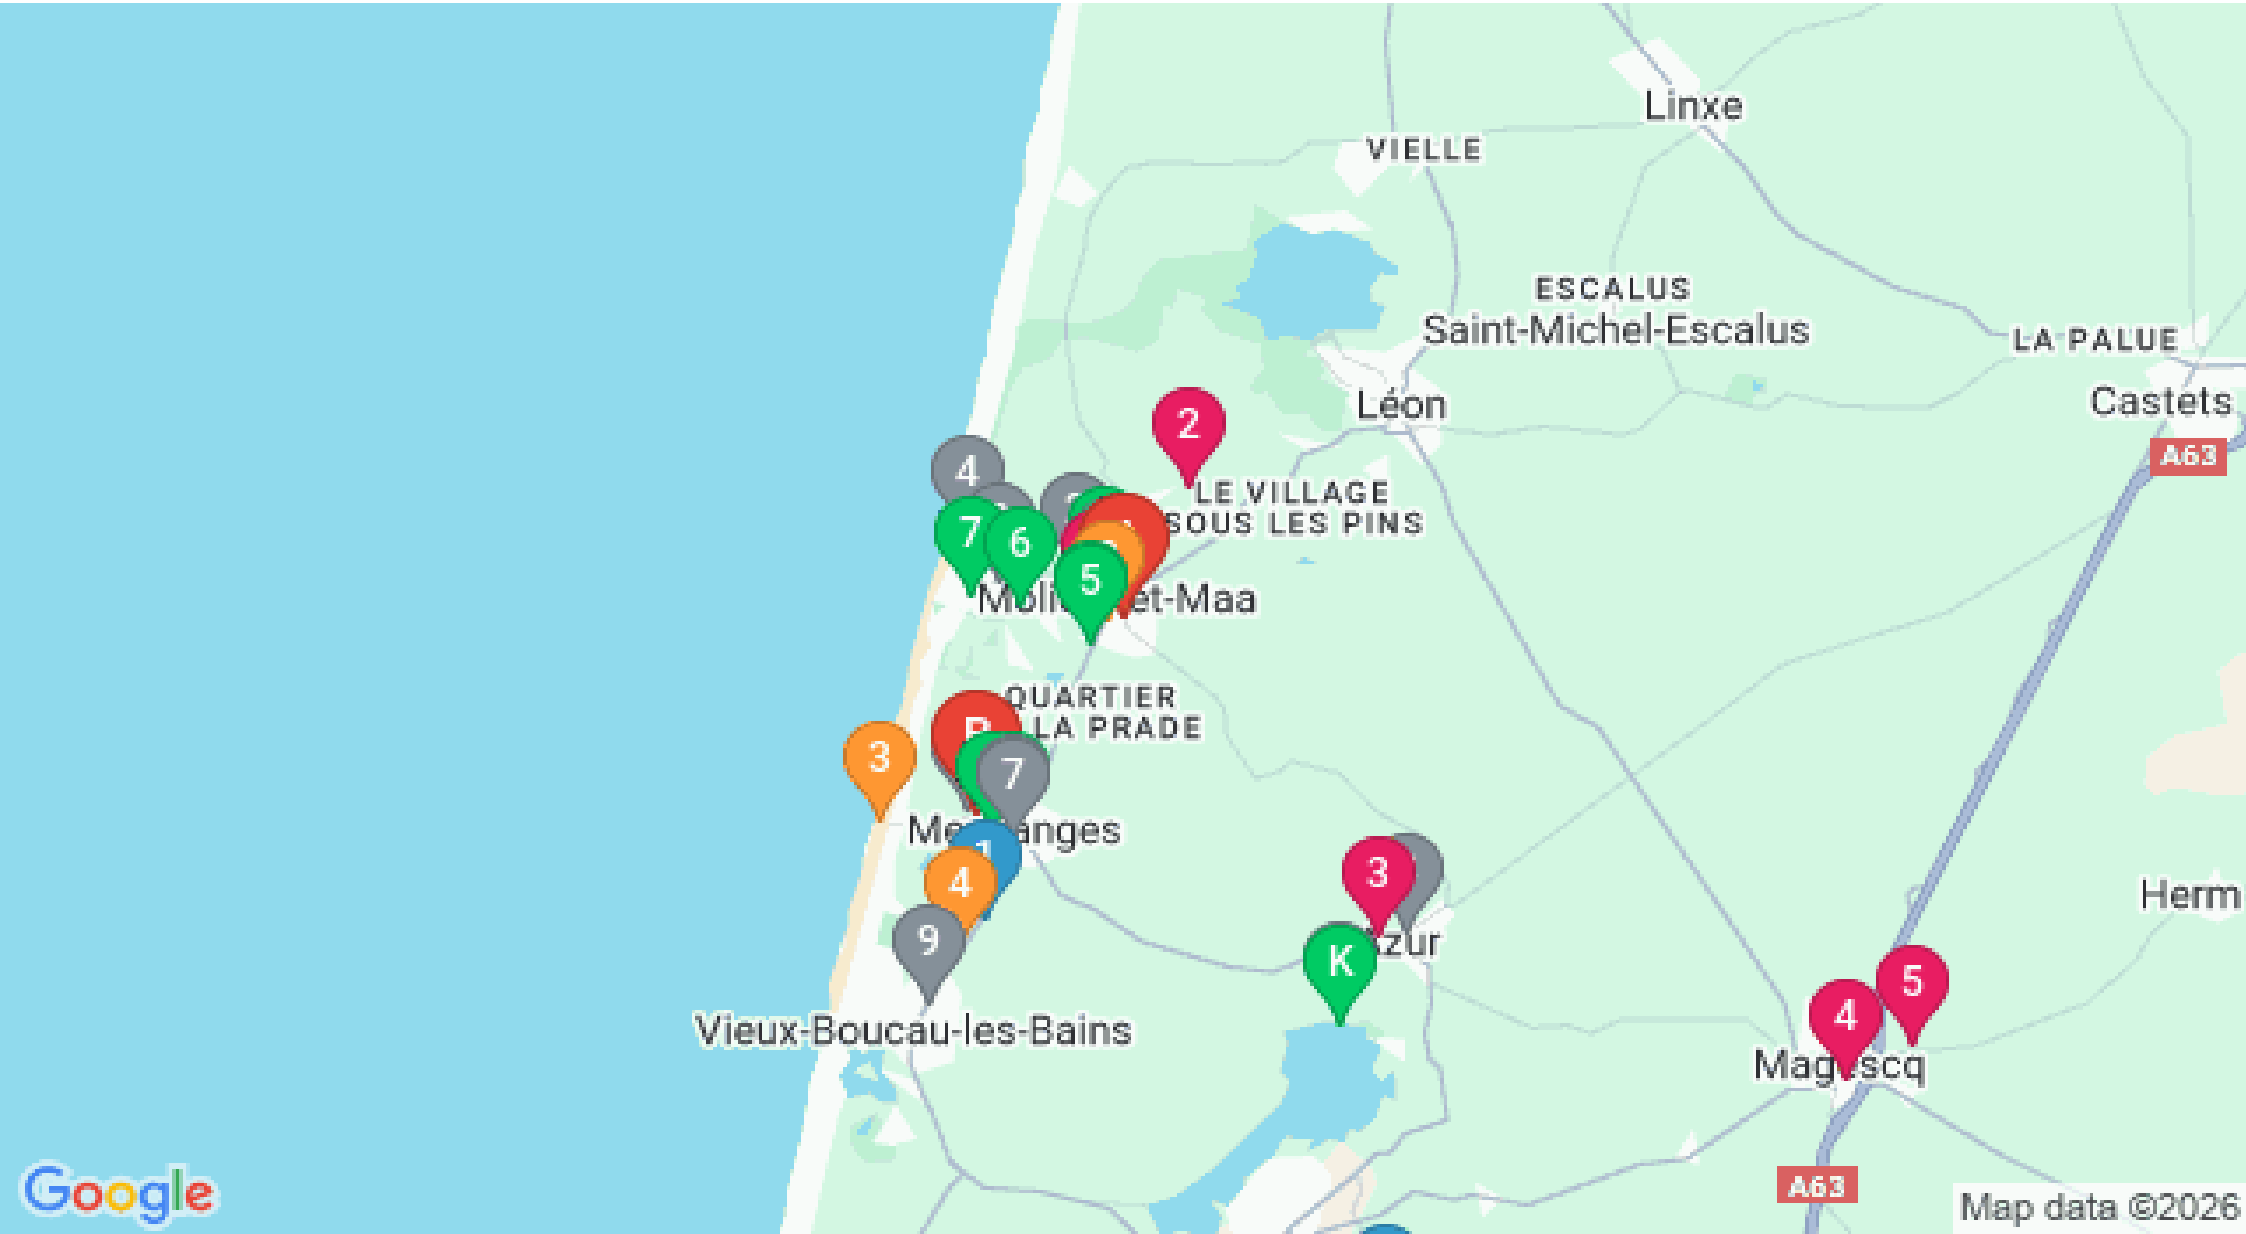 Linxe
VIELLE
ESCALUS
Saint-Michel-Escalus
LA PALUE
Castets
Léon
A63
2
4
LE VILLAGE
SOUS LES PINS
7
6
5
et-Maa
QUARTIER
LA PRADE
3
7
1
4
9
3
K
Herm
5
4
Vieux-Boucau-les-Bains
A63
Google
Map data ©2026